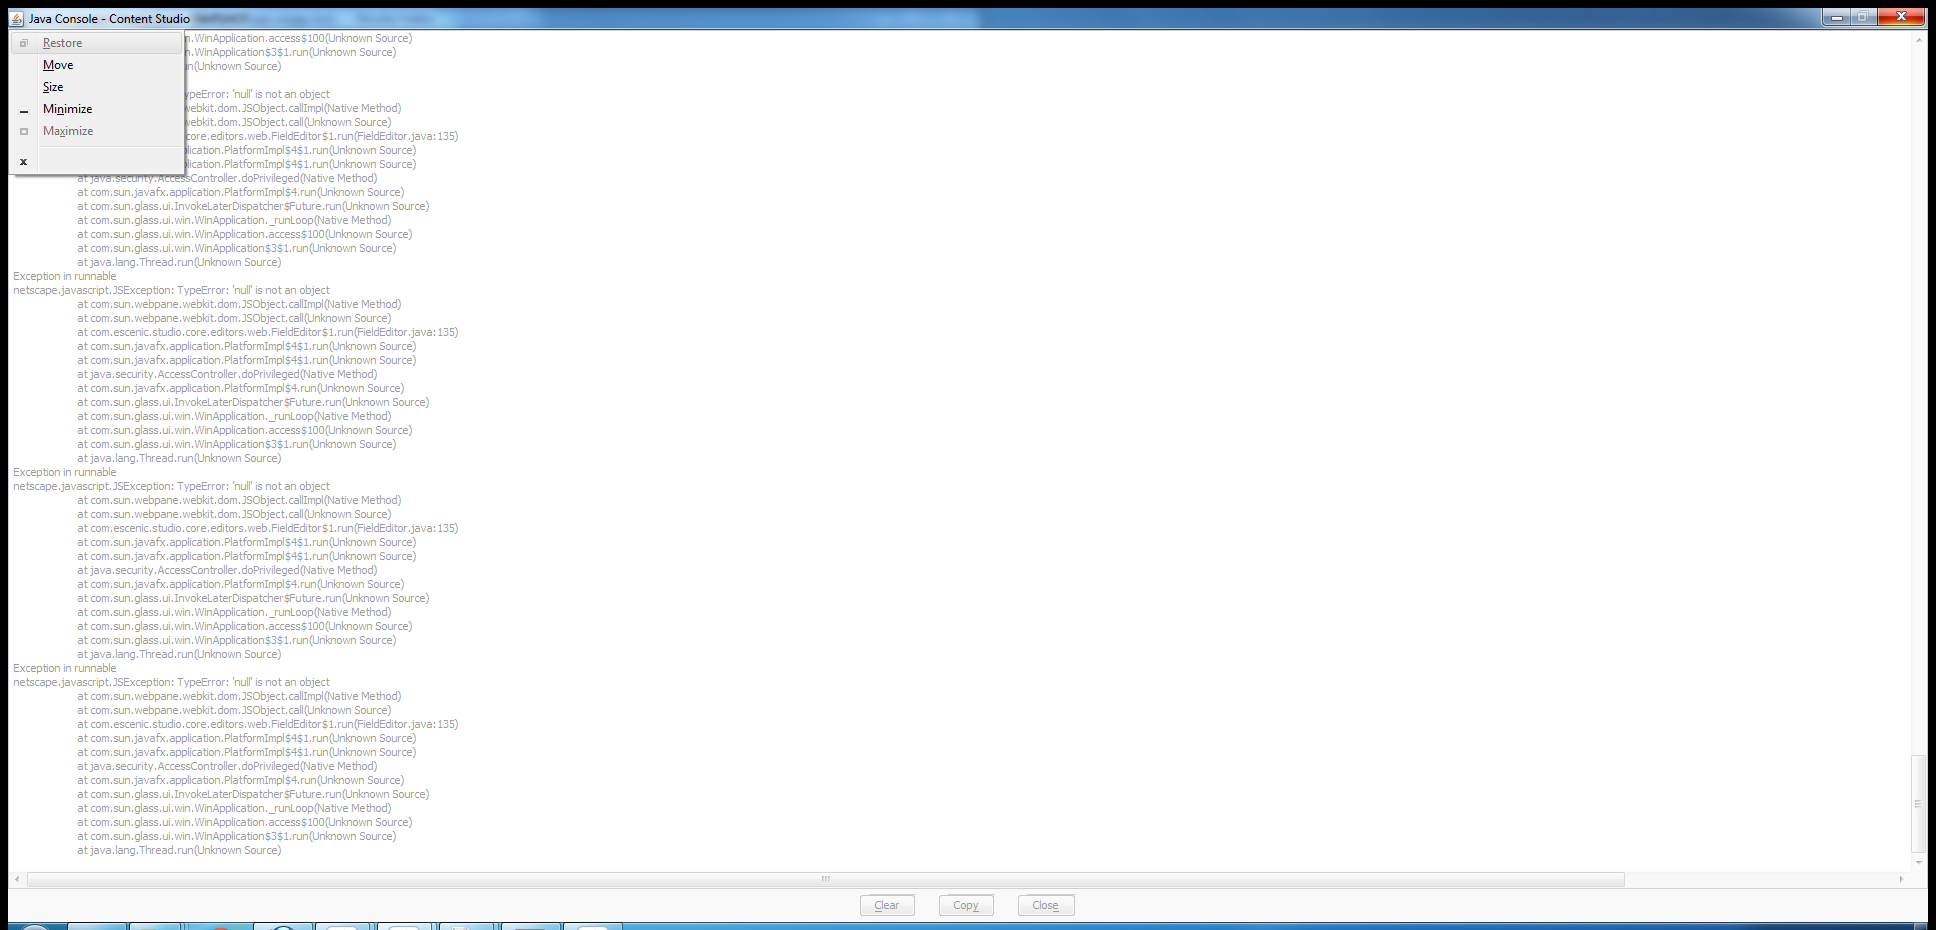 Java Console - Content Studio
Restore
Move
Size
Minimize
Maximize
x
n.WinApplication.access$100(Unknown Source)
n.WinApplication$3$1.run(Unknown Source)
un(Unknown Source)
ypeError: 'null' is not an object
webkit.dom.JSObject.callImpl(Native Method)
webkit.dom.JSObject.call(Unknown Source)
core.editors.web.FieldEditor$1.run(FieldEditor.java:135)
plication.PlatformImpl$4$1.run(Unknown Source)
plication.PlatformImpl$4$1.run(Unknown Source)
at java.security.AccessController.doPrivileged(Native Method)
at com.sun.javafx.application.PlatformImpl$4.run(Unknown Source)
at com.sun.glass.ui.InvokeLaterDispatcher$Future.run(Unknown Source)
at com.sun.glass.ui.win.WinApplication._runLoop(Native Method)
at com.sun.glass.ui.win.WinApplication.access$100(Unknown Source)
at com.sun.glass.ui.win.WinApplication$3$1.run(Unknown Source)
at java.lang.Thread.run(Unknown Source)
Exception in runnable
netscape.javascript.JSException: TypeError: 'null' is not an object
at com.sun.webpane.webkit.dom.JSObject.callImpl(Native Method)
at com.sun.webpane.webkit.dom.JSObject.call(Unknown Source)
at com.escenic.studio.core.editors.web.FieldEditor$1.run(FieldEditor.java:135)
at com.sun.javafx.application.PlatformImpl$4$1.run(Unknown Source)
at com.sun.javafx.application.PlatformImpl$4$1.run(Unknown Source)
at java.security.AccessController.doPrivileged(Native Method)
at com.sun.javafx.application.PlatformImpl$4.run(Unknown Source)
at com.sun.glass.ui.InvokeLaterDispatcher$Future.run(Unknown Source)
at com.sun.glass.ui.win.WinApplication._runLoop(Native Method)
at com.sun.glass.ui.win.WinApplication.access$100(Unknown Source)
at com.sun.glass.ui.win.WinApplication$3$1.run(Unknown Source)
at java.lang.Thread.run(Unknown Source)
Exception in runnable
netscape.javascript.JSException: TypeError: 'null' is not an object
at com.sun.webpane.webkit.dom.JSObject.callImpl(Native Method)
at com.sun.webpane.webkit.dom.JSObject.call(Unknown Source)
at com.escenic.studio.core.editors.web.FieldEditor$1.run(FieldEditor.java:135)
at com.sun.javafx.application.PlatformImpl$4$1.run(Unknown Source)
at com.sun.javafx.application.PlatformImpl$4$1.run(Unknown Source)
at java.security.AccessController.doPrivileged(Native Method)
at com.sun.javafx.application.PlatformImpl$4.run(Unknown Source)
at com.sun.glass.ui.InvokeLaterDispatcher$Future.run(Unknown Source)
at com.sun.glass.ui.win.WinApplication._runLoop(Native Method)
at com.sun.glass.ui.win.WinApplication.access$100(Unknown Source)
at com.sun.glass.ui.win.WinApplication$3$1.run(Unknown Source)
at java.lang.Thread.run(Unknown Source)
Exception in runnable
netscape.javascript.JSException: TypeError: 'null' is not an object
at com.sun.webpane.webkit.dom.JSObject.callImpl(Native Method)
at com.sun.webpane.webkit.dom.JSObject.call(Unknown Source)
at com.escenic.studio.core.editors.web.FieldEditor$1.run(FieldEditor.java:135)
at com.sun.javafx.application.PlatformImpl$4$1.run(Unknown Source)
at com.sun.javafx.application.PlatformImpl$4$1.run(Unknown Source)
at java.security.AccessController.doPrivileged(Native Method)
at com.sun.javafx.application.PlatformImpl$4.run(Unknown Source)
at com.sun.glass.ui.InvokeLaterDispatcher$Future.run(Unknown Source)
at com.sun.glass.ui.win.WinApplication._runLoop(Native Method)
at com.sun.glass.ui.win.WinApplication.access$100(Unknown Source)
at com.sun.glass.ui.win.WinApplication$3$1.run(Unknown Source)
at java.lang.Thread.run(Unknown Source)
Clear Copy Close